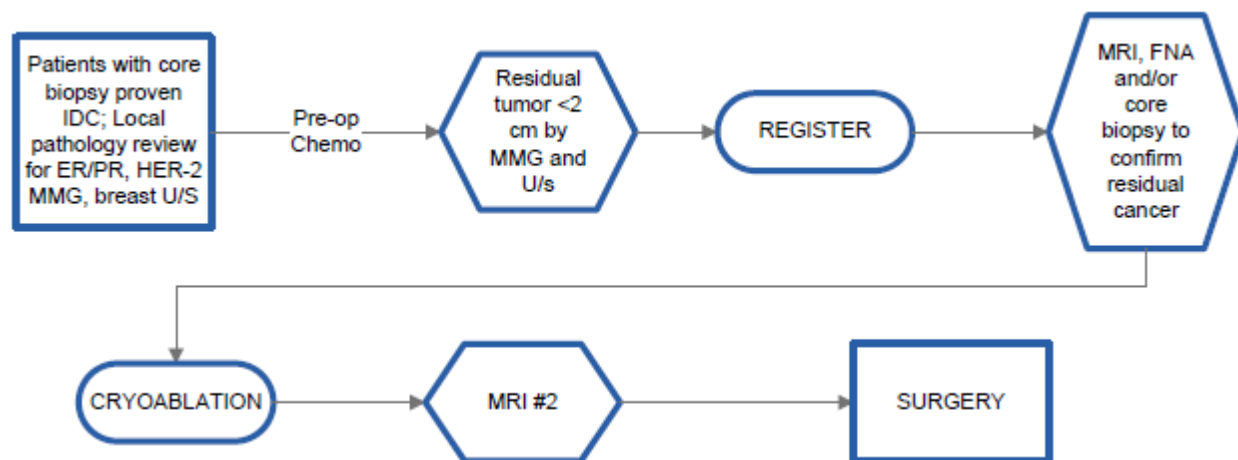 Patients with core
biopsy proven
IDC; Local
pathology review
for ER/PR, HER-2
MMG, breast U/S
Pre-op
Chemo
Residual
tumor <2
cm by
MMG and
U/s
REGISTER
MRI, FNA
and/or
core
biopsy to
confirm
residual
cancer
CRYOABLATION
MRI #2
SURGERY